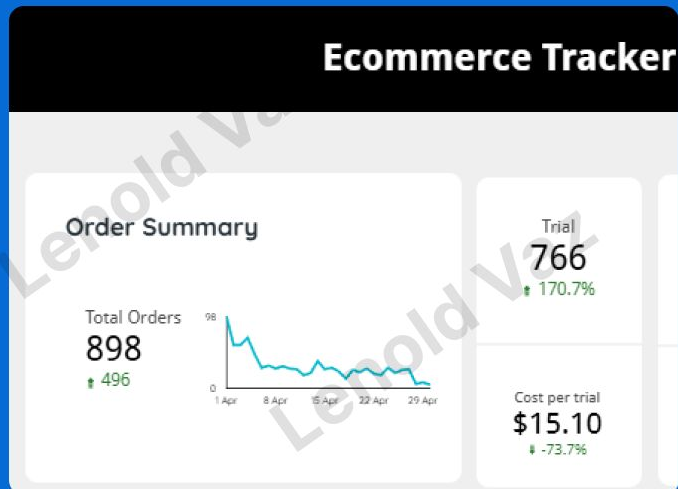 Ecommerce Tracker
Lenold Vaz
Order Summary
Total Orders
898
496
98
0
1 Apr
8 Apr
15 Apr
22 Apr
29 Apr
Trial
766
170.7%
Cost per trial
$15.10
-73.7%
Lenold Vaz